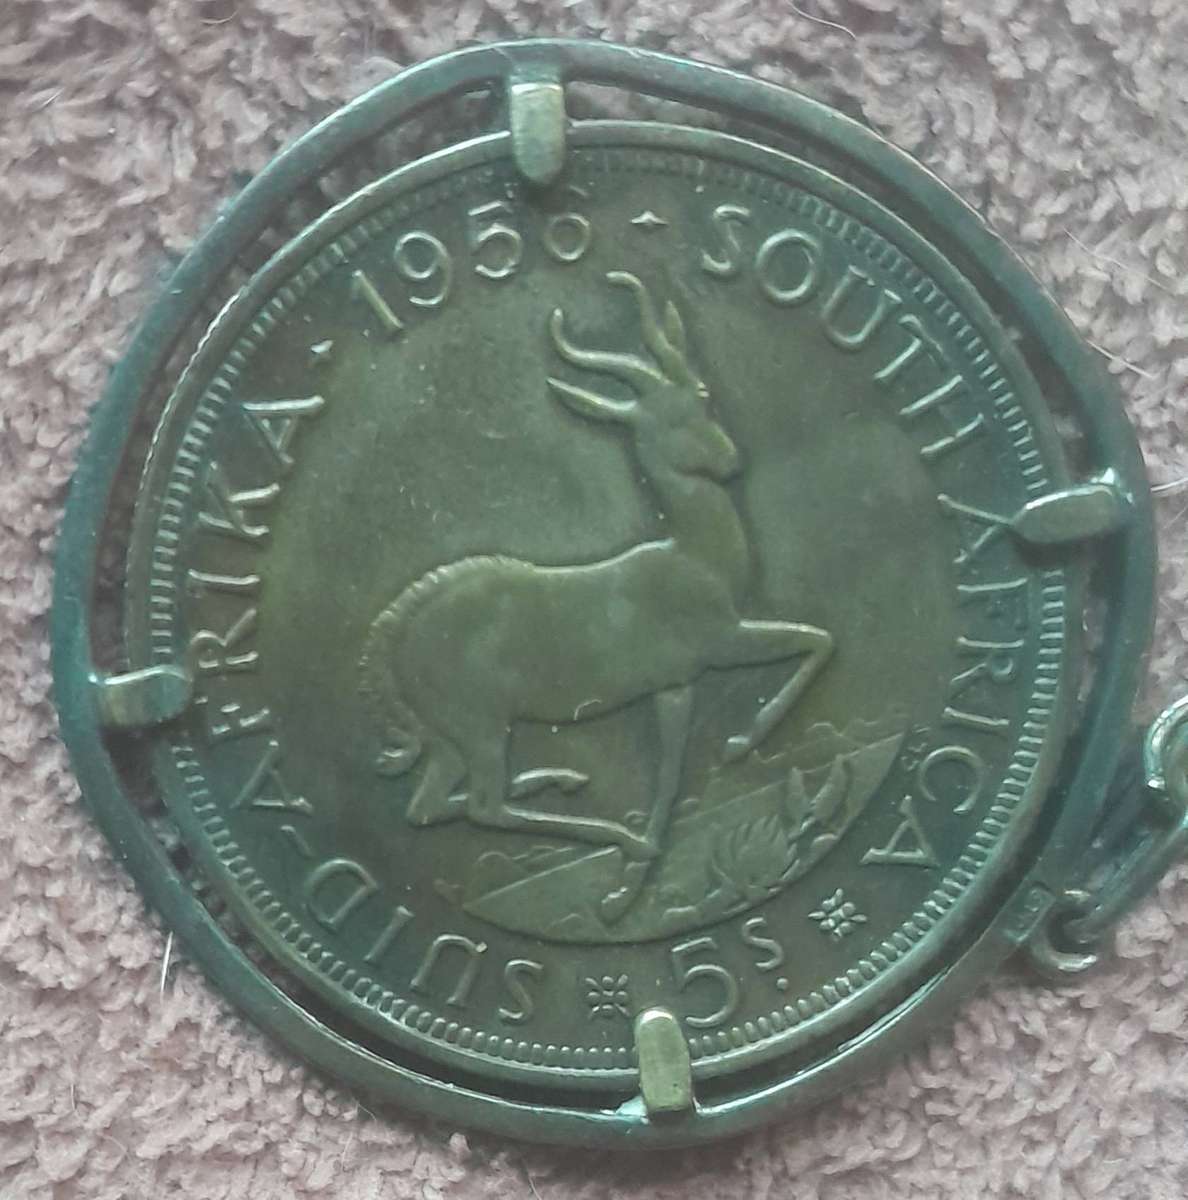 SUID-AFRIKA · 1956 · SOUTH AFRICA
5S.